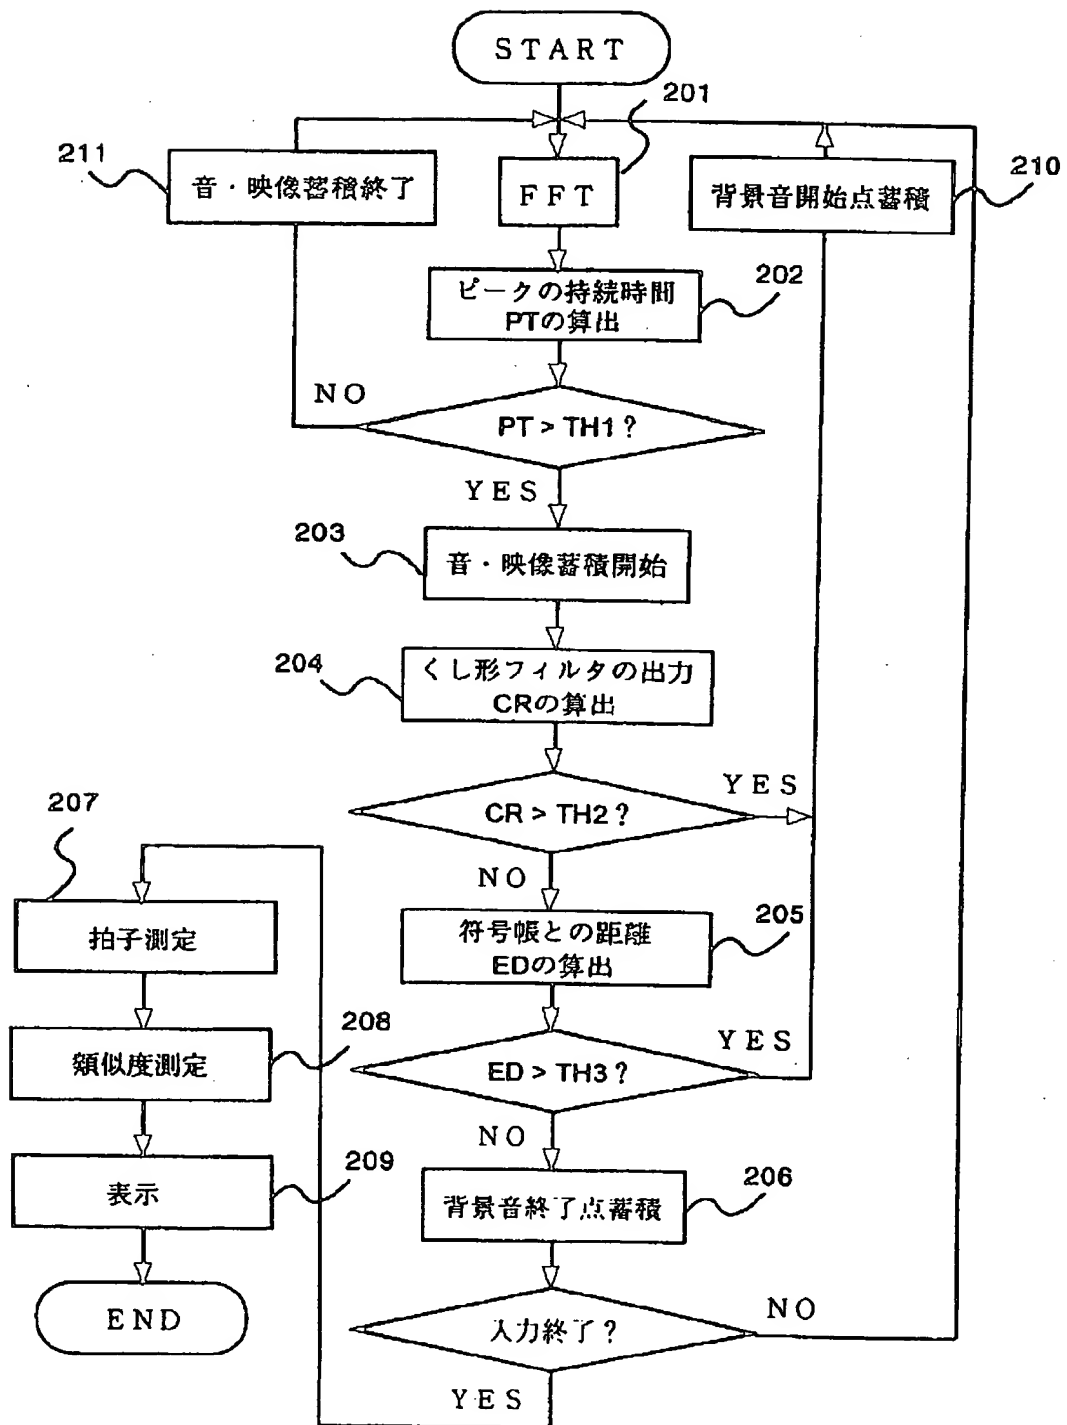 START
201
211
音・映像蓄積終了
FFT
背景音開始点蓄積
210
ピークの持続時間
PTの算出
202
NO
PT > TH1?
YES
203
音・映像蓄積開始
204
くし形フィルタの出力
CRの算出
YES
207
CR > TH2?
NO
拍子測定
符号帳との距離
EDの算出
205
208
類似度測定
YES
ED > TH3?
NO
209
表示
背景音終了点蓄積
206
END
入力終了?
NO
YES